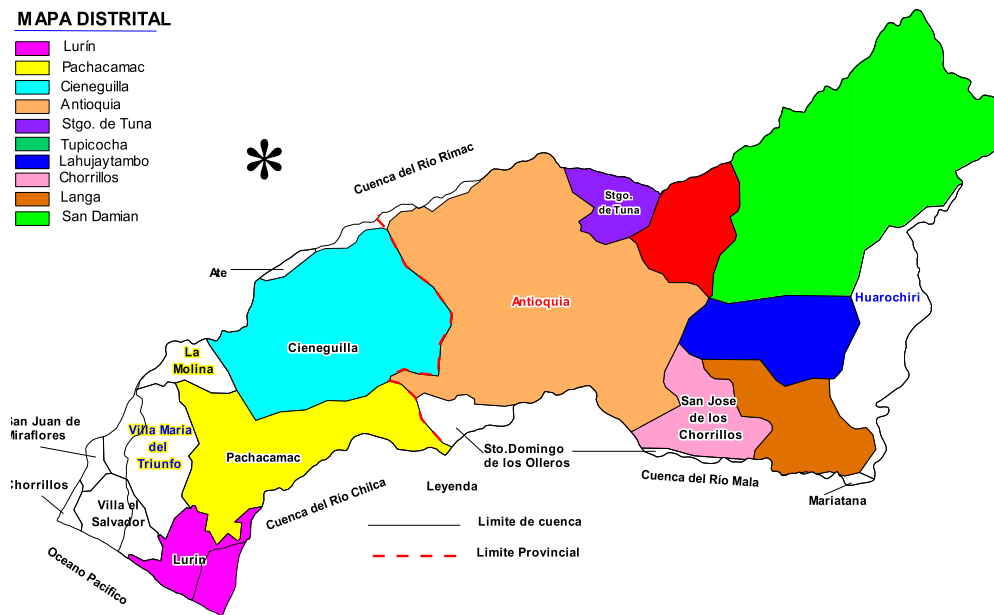 MAPA DISTRITAL
Lurín
Pachacamac
Cieneguilla
Antioquia
Stgo. de Tuna
Tupicocha
Lahujaytambo
Chorrillos
Langa
San Damian
*
Cuenca del Río Rímac
Stgo.
de Tuna
Ate
Huarochiri
Antioquia
Cieneguilla
La
Molina
San Jose
de los
Chorrillos
San Juan de
Miraflores
Villa Maria
del
Triunfo
Pachacamac
Sto.Domingo
de los Olleros
Cuenca del Río Mala
Chorrillos
Villa el
Salvador
Cuenca del Río Chilca
Leyenda
Mariatana
Limite de cuenca
Limite Provincial
Lurin
Oceano Pacifico